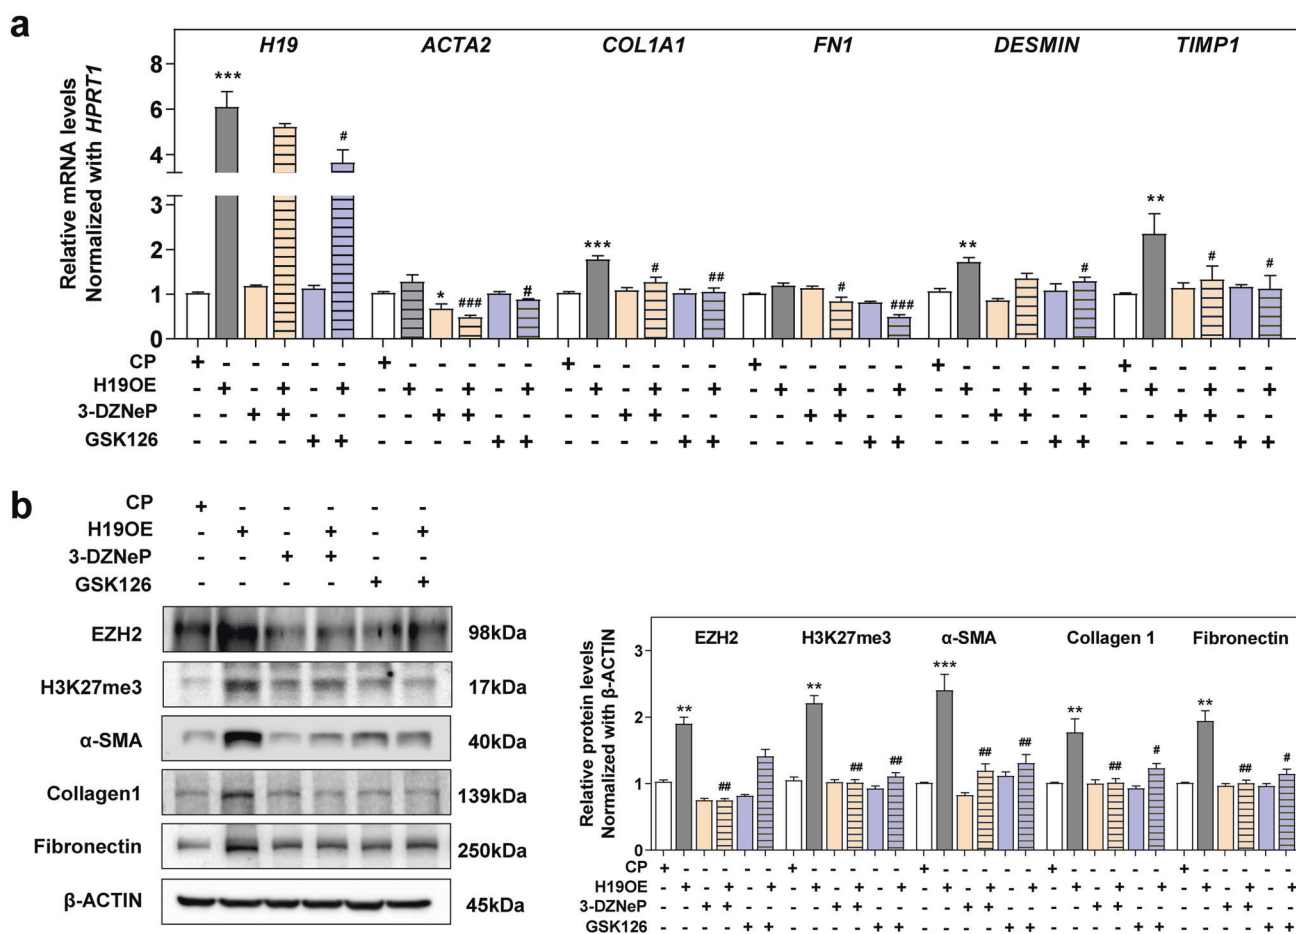 a
H19 ACTA2 COL1A1 FN1 DESMIN TIMP1
Relative mRNA levels
Normalized with HPRT1
8
6
4
3
2
1
0
*** # * ### # *** # ## # ### ** # ** # #
CP + - - - - - + - - - - - + - - - - - + - - - - - + - - - - - + - - - - -
H19OE - + - + - + - + - + - + - + - + - + - + - + - + - + - + - + - + - + - +
3-DZNeP - - + + - - - - + + - - - - + + - - - - + + - - - - + + - - - - + + - -
GSK126 - - - - + + - - - - + + - - - - + + - - - - + + - - - - + + - - - - + +
b
CP + - - - - -
H19OE - + - + - +
3-DZNeP - - + + - -
GSK126 - - - - + +
EZH2 98kDa
H3K27me3 17kDa
α-SMA 40kDa
Collagen1 139kDa
Fibronectin 250kDa
β-ACTIN 45kDa
EZH2 H3K27me3 α-SMA Collagen 1 Fibronectin
Relative protein levels
Normalized with β-ACTIN
3
2
1
0
** ## ** ## ## *** ## ## ** ## # ** ## #
CP + - - - - - + - - - - - + - - - - - + - - - - - + - - - - -
H19OE - + - + - + - + - + - + - + - + - + - + - + - + - + - + - +
3-DZNeP - - + + - - - - + + - - - - + + - - - - + + - - - - + + - -
GSK126 - - - - + + - - - - + + - - - - + + - - - - + + - - - - + +